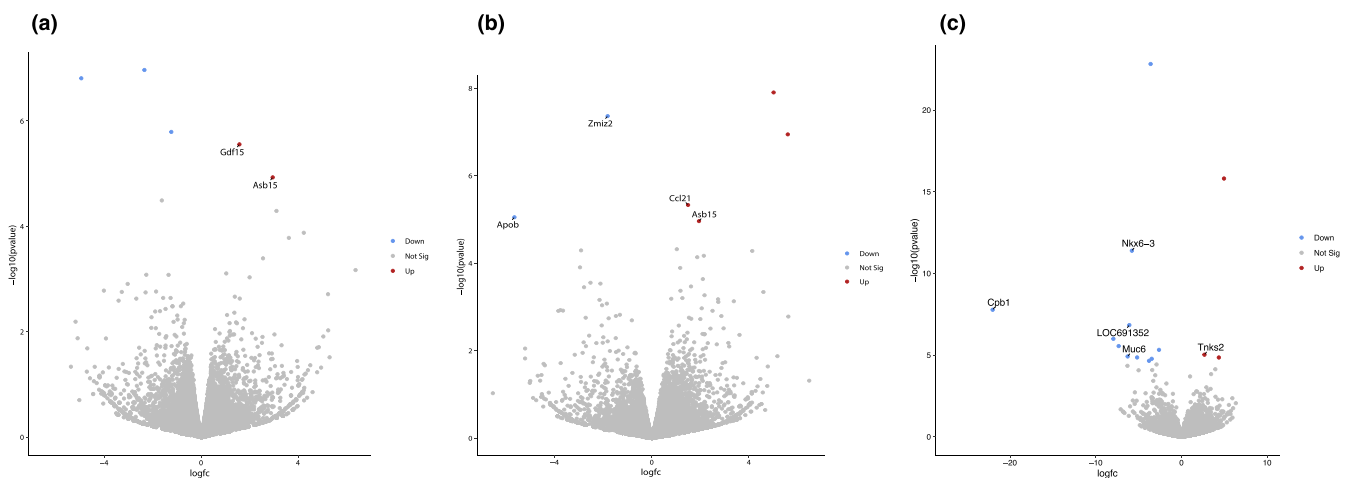 (a)
−log10(pvalue)
6
4
2
0
Gdf15
Asb15
−4
0
4
logfc
Down
Not Sig
Up
(b)
−log10(pvalue)
8
6
4
2
0
Zmiz2
Ccl21
Asb15
Apob
−4
0
4
logfc
Down
Not Sig
Up
(c)
−log10(pvalue)
20
15
10
5
0
Nkx6−3
Cpb1
LOC691352
Muc6
Tnks2
−20
−10
0
10
logfc
Down
Not Sig
Up